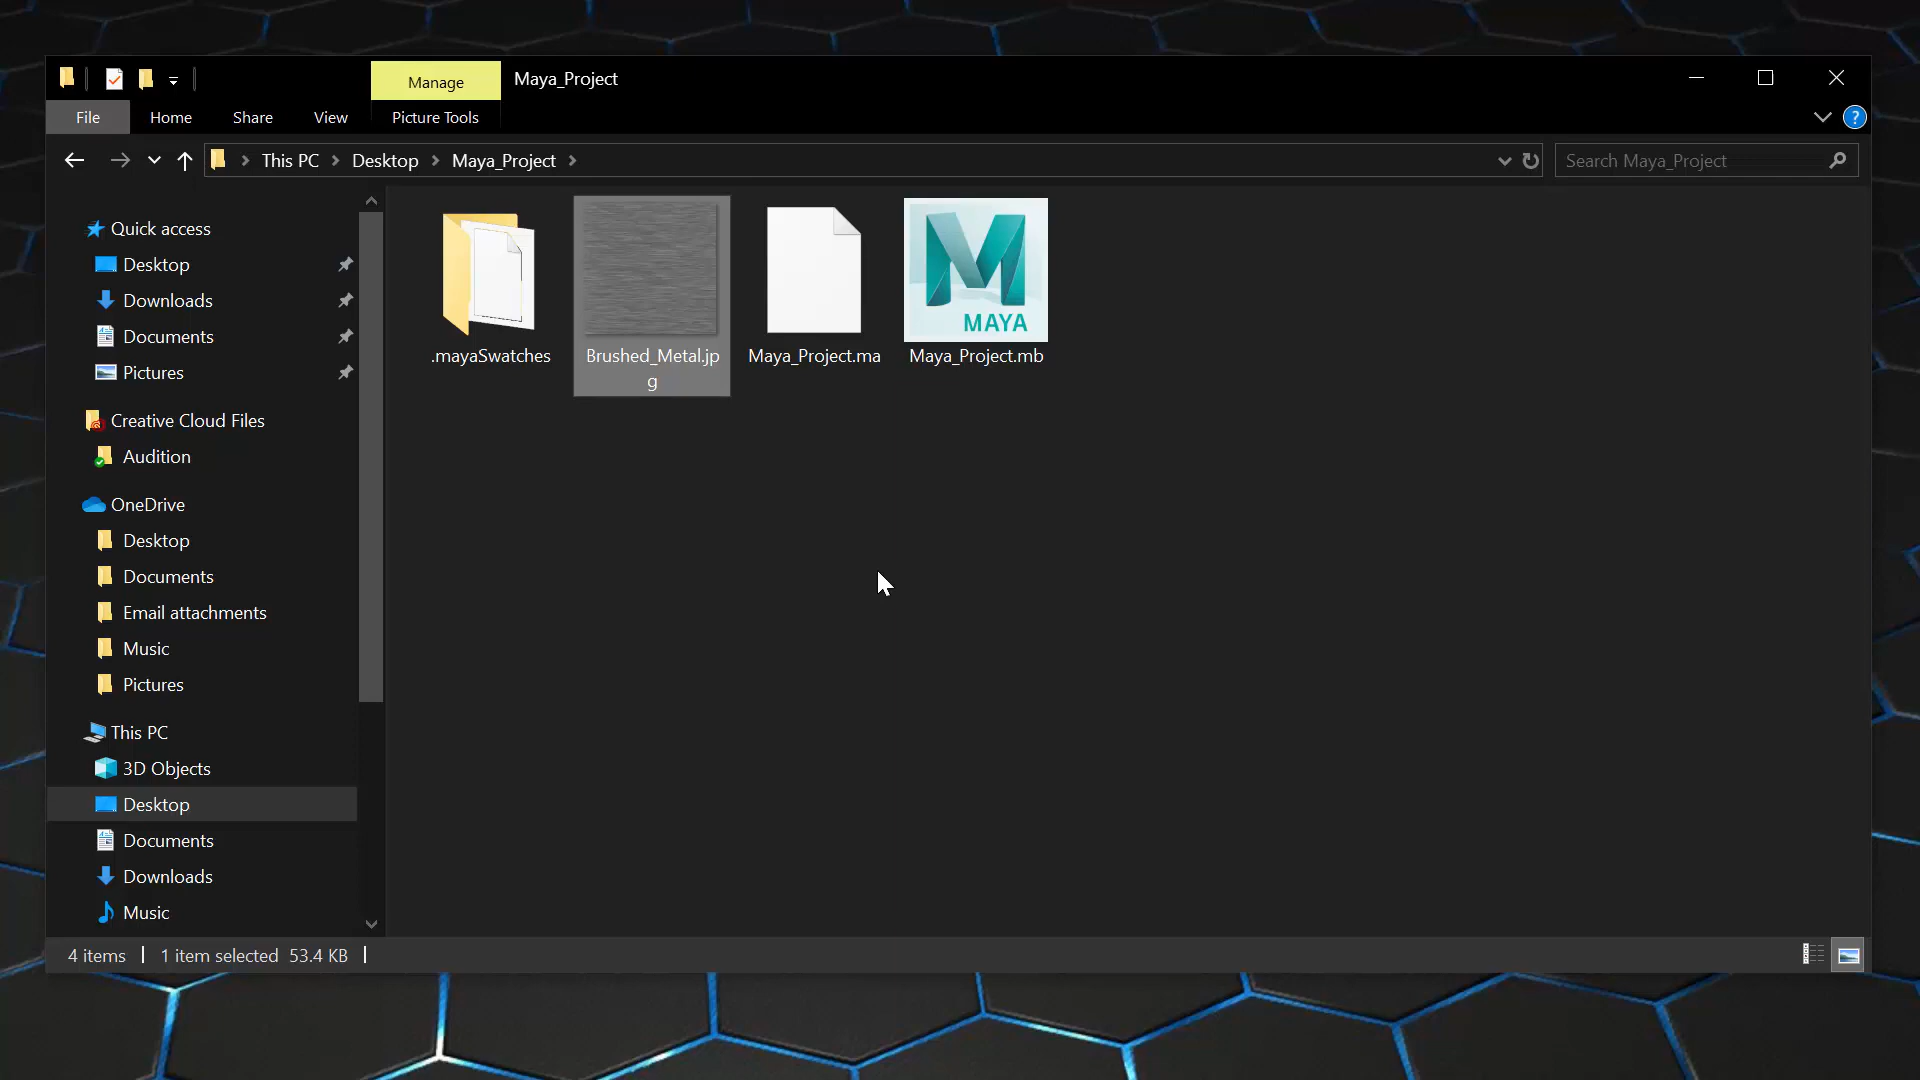 Manage
Maya_Project
File
Home
Share
View
Picture Tools
?
This PC
Desktop
Maya_Project
Search Maya_Project
Quick access
Desktop
Downloads
Documents
Pictures
Creative Cloud Files
Audition
OneDrive
Desktop
Documents
Email attachments
Music
Pictures
This PC
3D Objects
Desktop
Documents
Downloads
Music
.mayaSwatches
Brushed_Metal.jp
g
Maya_Project.ma
MAYA
Maya_Project.mb
4 items
1 item selected 53.4 KB